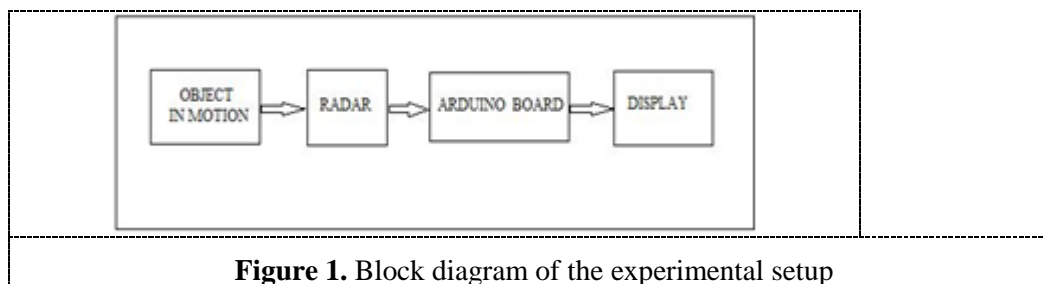 OBJECT
IN MOTION
RADAR
ARDUINO BOARD
DISPLAY
Figure 1. Block diagram of the experimental setup